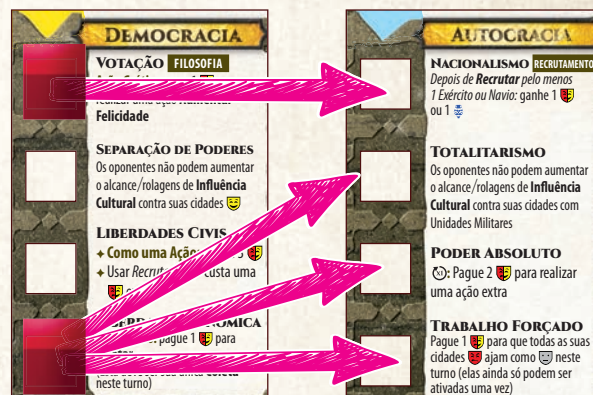 DEMOCRACIA
VOTAÇÃO FILOSOFIA
Felicidade
SEPARAÇÃO DE PODERES
Os oponentes não podem aumentar
o alcance/rolagens de Influência
Cultural contra suas cidades
LIBERDADES CIVIS
Como uma Ação:
Usar custa uma
pague 1 para
neste turno)
AUTOCRACIA
NACIONALISMO RECRUTAMENTO
Depois de Recrutar pelo menos
1 Exército ou Navio: ganhe 1
ou 1
TOTALITARISMO
Os oponentes não podem aumentar
o alcance/rolagens de Influência
Cultural contra suas cidades com
Unidades Militares
PODER ABSOLUTO
Pague 2 para realizar
uma ação extra
TRABALHO FORÇADO
Pague 1 para que todas as suas
cidades ajam como neste
turno (elas ainda só podem ser
ativadas uma vez)